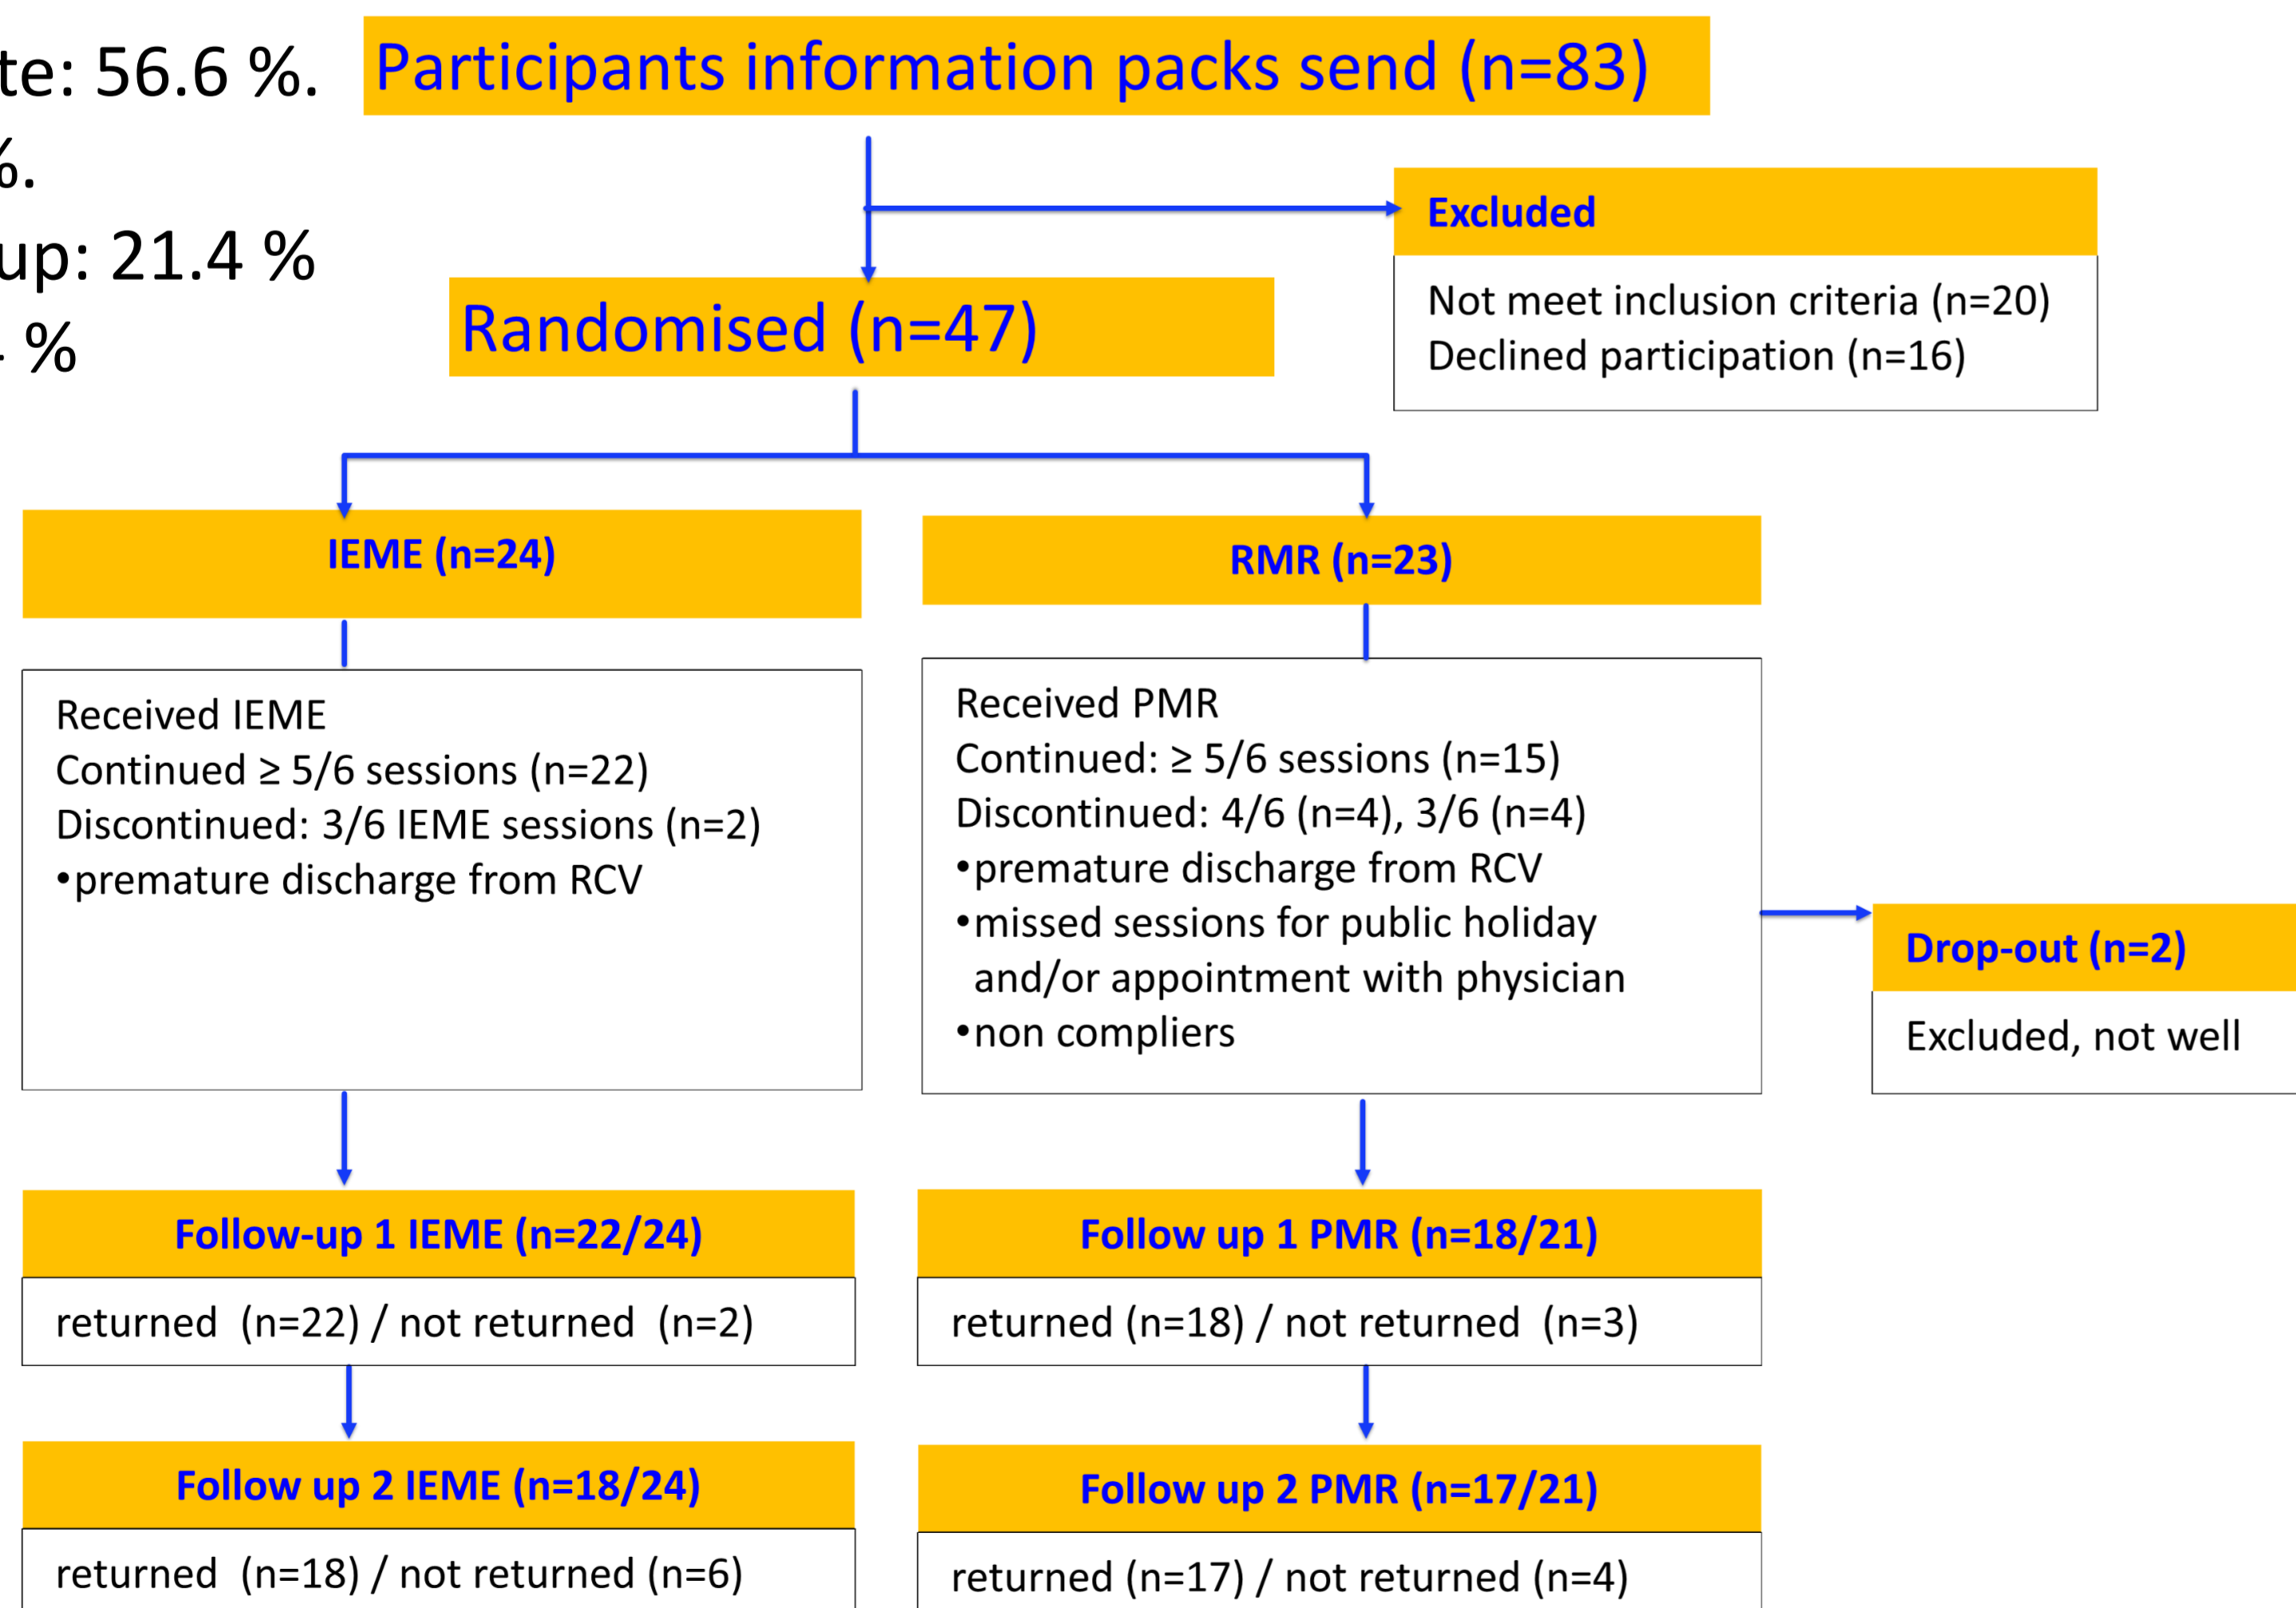 te: 56.6 %.
%.
up: 21.4 %
%
Participants information packs send (n=83)
Excluded
Not meet inclusion criteria (n=20)
Declined participation (n=16)
Randomised (n=47)
IEME (n=24)
Received IEME
Continued ≥ 5/6 sessions (n=22)
Discontinued: 3/6 IEME sessions (n=2)
•premature discharge from RCV
RMR (n=23)
Received PMR
Continued: ≥ 5/6 sessions (n=15)
Discontinued: 4/6 (n=4), 3/6 (n=4)
•premature discharge from RCV
•missed sessions for public holiday
and/or appointment with physician
•non compliers
Drop-out (n=2)
Excluded, not well
Follow-up 1 IEME (n=22/24)
returned (n=22) / not returned (n=2)
Follow up 1 PMR (n=18/21)
returned (n=18) / not returned (n=3)
Follow up 2 IEME (n=18/24)
returned (n=18) / not returned (n=6)
Follow up 2 PMR (n=17/21)
returned (n=17) / not returned (n=4)